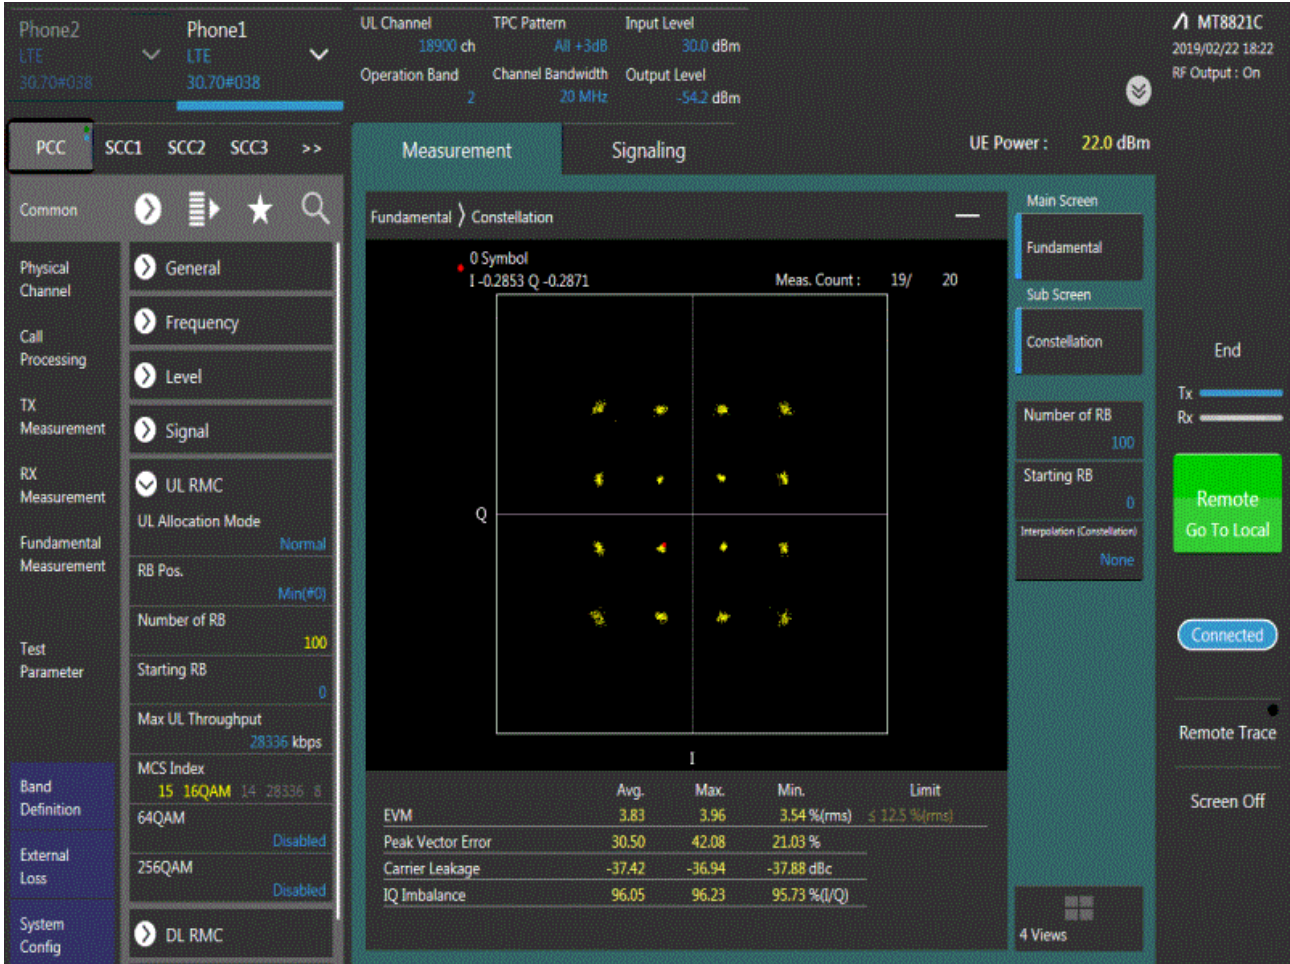 Phone2
LTE
30.70#038
Phone1
LTE
30.70#038
UL Channel
18900 ch
TPC Pattern
All +3dB
Input Level
30.0 dBm
Operation Band
2
Channel Bandwidth
20 MHz
Output Level
-54.2 dBm
MT8821C
2019/02/22 18:22
RF Output : On
PCC SCC1 SCC2 SCC3 >>
Measurement
Signaling
UE Power : 22.0 dBm
Common
Physical
Channel
Call
Processing
TX
Measurement
RX
Measurement
Fundamental
Measurement
Test
Parameter
Band
Definition
External
Loss
System
Config
General
Frequency
Level
Signal
UL RMC
UL Allocation Mode
Normal
RB Pos.
Min(#0)
Number of RB
100
Starting RB
0
Max UL Throughput
28336 kbps
MCS Index
15 16QAM 14 28336 8
64QAM
Disabled
256QAM
Disabled
DL RMC
Fundamental 〉 Constellation
0 Symbol
I -0.2853 Q -0.2871
Meas. Count : 19/ 20
Q
I
Avg. Max. Min. Limit
EVM 3.83 3.96 3.54 %(rms) ≤ 12.5 %(rms)
Peak Vector Error 30.50 42.08 21.03 %
Carrier Leakage -37.42 -36.94 -37.88 dBc
IQ Imbalance 96.05 96.23 95.73 %(I/Q)
Main Screen
Fundamental
Sub Screen
Constellation
Number of RB
100
Starting RB
0
Interpolation (Constellation)
None
4 Views
End
Tx
Rx
Remote
Go To Local
Connected
Remote Trace
Screen Off